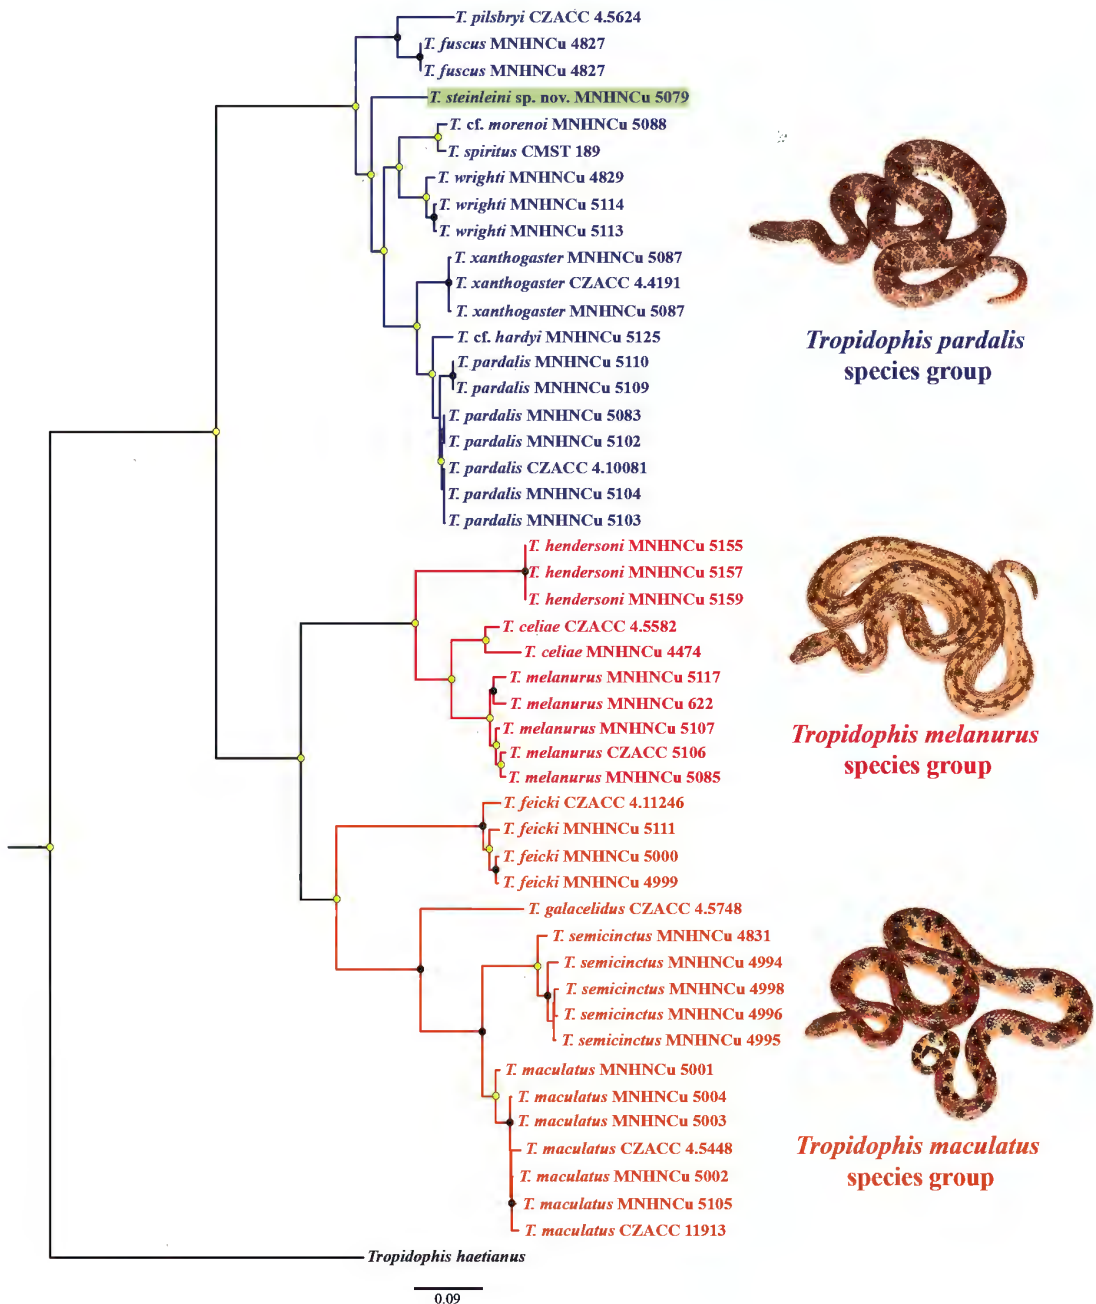 T. pilsbryi CZACC 4.5624
T. fuscus MNHNCu 4827
T. fuscus MNHNCu 4827
T. steinleini sp. nov. MNHNCu 5079
T. cf. morenoi MNHNCu 5088
T. spiritus CMST 189
T. wrighti MNHNCu 4829
T. wrighti MNHNCu 5114
T. wrighti MNHNCu 5113
T. xanthogaster MNHNCu 5087
T. xanthogaster CZACC 4.4191
T. xanthogaster MNHNCu 5087
T. cf. hardyi MNHNCu 5125
T. pardalis MNHNCu 5110
T. pardalis MNHNCu 5109
T. pardalis MNHNCu 5083
T. pardalis MNHNCu 5102
T. pardalis CZACC 4.10081
T. pardalis MNHNCu 5104
T. pardalis MNHNCu 5103
Tropidophis pardalis
species group
T. hendersoni MNHNCu 5155
T. hendersoni MNHNCu 5157
T. hendersoni MNHNCu 5159
T. celiae CZACC 4.5582
T. celiae MNHNCu 4474
T. melanurus MNHNCu 5117
T. melanurus MNHNCu 622
T. melanurus MNHNCu 5107
T. melanurus CZACC 5106
T. melanurus MNHNCu 5085
Tropidophis melanurus
species group
T. feicki CZACC 4.11246
T. feicki MNHNCu 5111
T. feicki MNHNCu 5000
T. feicki MNHNCu 4999
T. galacelidus CZACC 4.5748
T. semicinctus MNHNCu 4831
T. semicinctus MNHNCu 4994
T. semicinctus MNHNCu 4998
T. semicinctus MNHNCu 4996
T. semicinctus MNHNCu 4995
T. maculatus MNHNCu 5001
T. maculatus MNHNCu 5004
T. maculatus MNHNCu 5003
T. maculatus CZACC 4.5448
T. maculatus MNHNCu 5002
T. maculatus MNHNCu 5105
T. maculatus CZACC 11913
Tropidophis maculatus
species group
Tropidophis haetianus
0.09